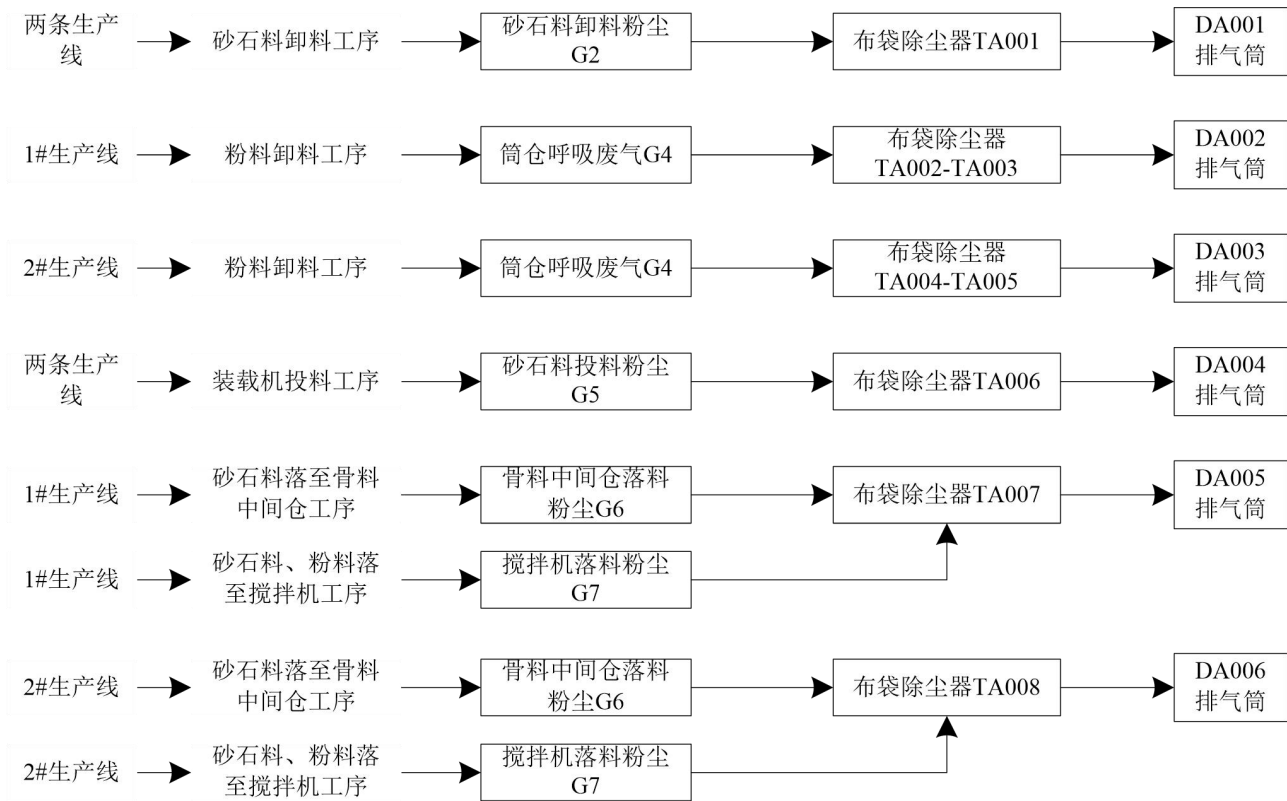 两条生产
线
砂石料卸料工序
砂石料卸料粉尘
G2
布袋除尘器TA001
DA001
排气筒
1#生产线
粉料卸料工序
筒仓呼吸废气G4
布袋除尘器
TA002-TA003
DA002
排气筒
2#生产线
粉料卸料工序
筒仓呼吸废气G4
布袋除尘器
TA004-TA005
DA003
排气筒
两条生产
线
装载机投料工序
砂石料投料粉尘
G5
布袋除尘器TA006
DA004
排气筒
1#生产线
砂石料落至骨料
中间仓工序
骨料中间仓落料
粉尘G6
布袋除尘器TA007
DA005
排气筒
1#生产线
砂石料、粉料落
至搅拌机工序
搅拌机落料粉尘
G7
2#生产线
砂石料落至骨料
中间仓工序
骨料中间仓落料
粉尘G6
布袋除尘器TA008
DA006
排气筒
2#生产线
砂石料、粉料落
至搅拌机工序
搅拌机落料粉尘
G7